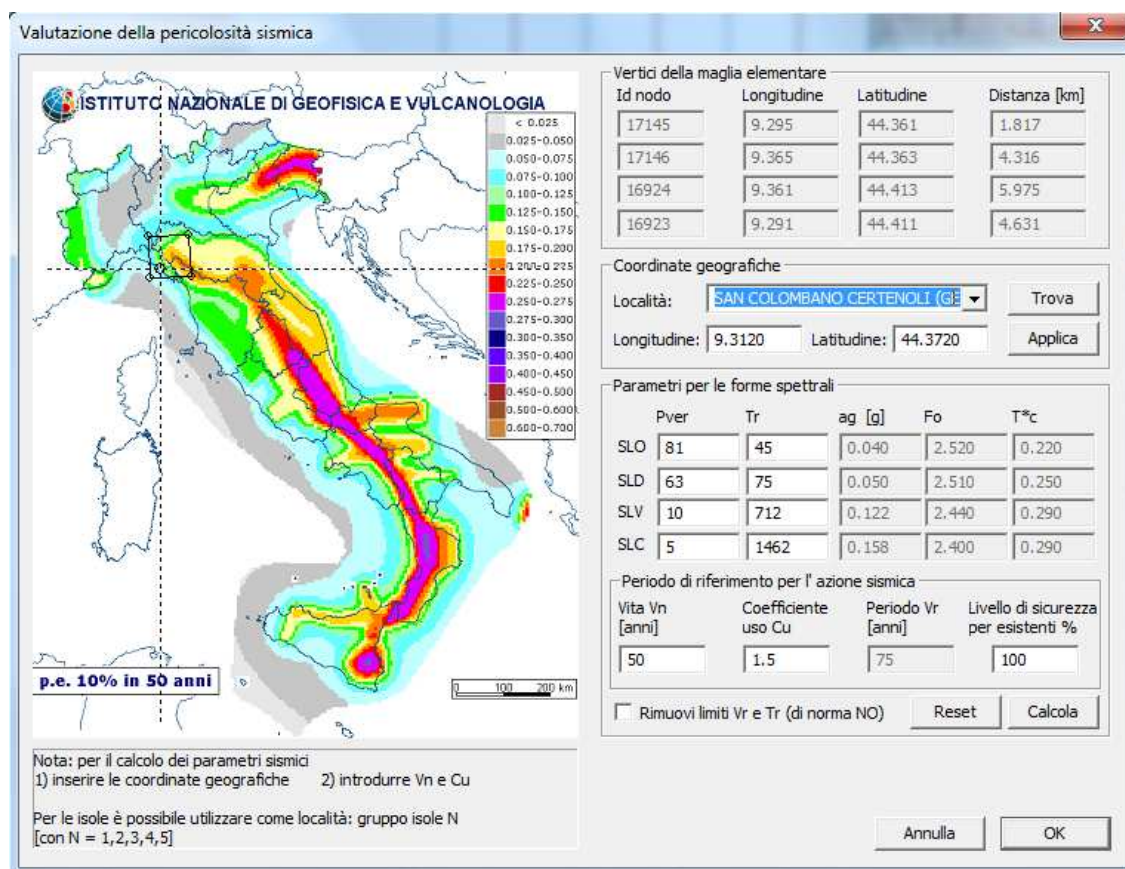 Valutazione della pericolosità sismica
ISTITUTO NAZIONALE DI GEOFISICA E VULCANOLOGIA
< 0.025
0.025-0.050
0.050-0.075
0.075-0.100
0.100-0.125
0.125-0.150
0.150-0.175
0.175-0.200
0.200-0.225
0.225-0.250
0.250-0.275
0.275-0.300
0.300-0.350
0.350-0.400
0.400-0.450
0.450-0.500
0.500-0.600
0.600-0.700
p.e. 10% in 50 anni
0 100 200 km
Nota: per il calcolo dei parametri sismici
1) inserire le coordinate geografiche 2) introdurre Vn e Cu
Per le isole è possibile utilizzare come località: gruppo isole N
[con N = 1,2,3,4,5]
Vertici della maglia elementare
Id nodo Longitudine Latitudine Distanza [km]
17145 9.295 44.361 1.817
17146 9.365 44.363 4.316
16924 9.361 44.413 5.975
16923 9.291 44.411 4.631
Coordinate geografiche
Località: SAN COLOMBANO CERTENOLI (GE Trova
Longitudine: 9.3120 Latitudine: 44.3720 Applica
Parametri per le forme spettrali
Pver Tr ag [g] Fo T*c
SLO 81 45 0.040 2.520 0.220
SLD 63 75 0.050 2.510 0.250
SLV 10 712 0.122 2.440 0.290
SLC 5 1462 0.158 2.400 0.290
Periodo di riferimento per l' azione sismica
Vita Vn Coefficiente Periodo Vr Livello di sicurezza
[anni] uso Cu [anni] per esistenti %
50 1.5 75 100
Rimuovi limiti Vr e Tr (di norma NO) Reset Calcola
Annulla OK